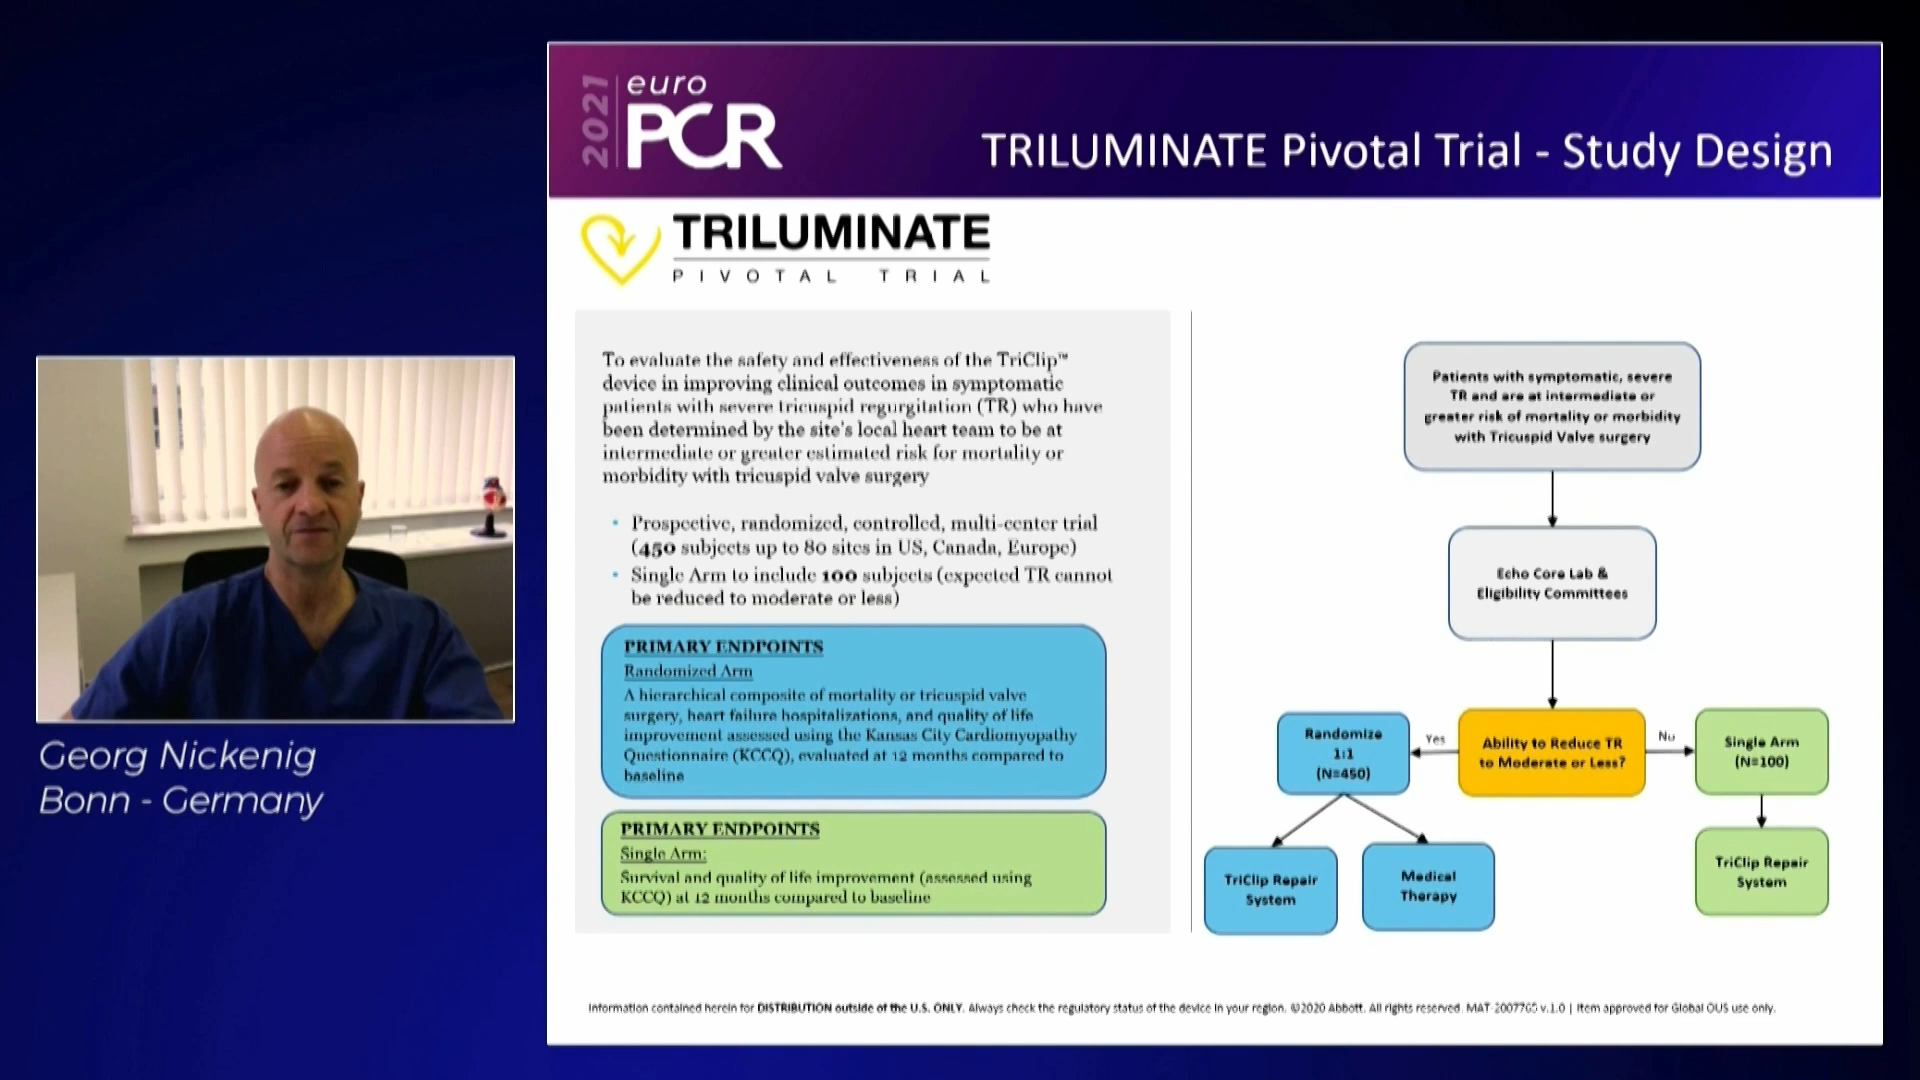 2021
euro
PCR
TRILUMINATE Pivotal Trial - Study Design
TRILUMINATE
PIVOTAL TRIAL
To evaluate the safety and effectiveness of the TriClip™
device in improving clinical outcomes in symptomatic
patients with severe tricuspid regurgitation (TR) who have
been determined by the site's local heart team to be at
intermediate or greater estimated risk for mortality or
morbidity with tricuspid valve surgery
• Prospective, randomized, controlled, multi-center trial
(450 subjects up to 80 sites in US, Canada, Europe)
• Single Arm to include 100 subjects (expected TR cannot
be reduced to moderate or less)
PRIMARY ENDPOINTS
Randomized Arm
A hierarchical composite of mortality or tricuspid valve
surgery, heart failure hospitalizations, and quality of life
improvement assessed using the Kansas City Cardiomyopathy
Questionnaire (KCCQ), evaluated at 12 months compared to
baseline
PRIMARY ENDPOINTS
Single Arm:
Survival and quality of life improvement (assessed using
KCCQ) at 12 months compared to baseline
Patients with symptomatic, severe
TR and are at intermediate or
greater risk of mortality or morbidity
with Tricuspid Valve surgery
Echo Core Lab &
Eligibility Committees
Ability to Reduce TR
to Moderate or Less?
Yes
No
Randomize
1:1
(N=450)
Single Arm
(N=100)
TriClip Repair
System
Medical
Therapy
TriClip Repair
System
Georg Nickenig
Bonn - Germany
Information contained herein for DISTRIBUTION outside of the U.S. ONLY. Always check the regulatory status of the device in your region. ©2020 Abbott. All rights reserved. MAT-2007765 v.1.0 | Item approved for Global OUS use only.